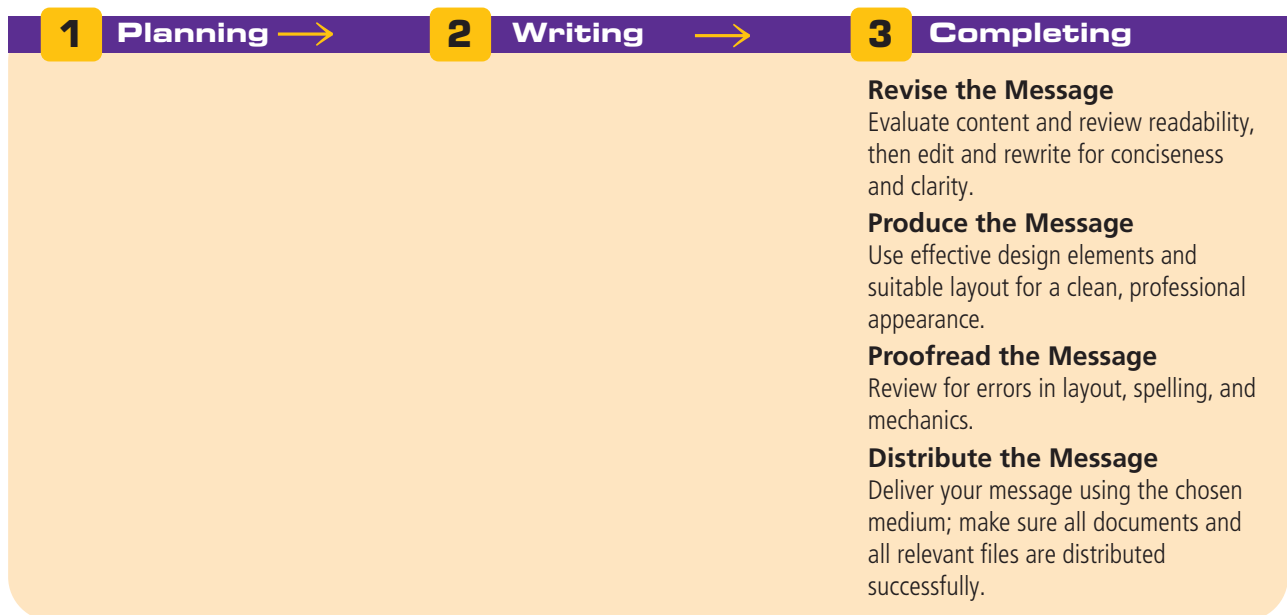 1 Planning → 2 Writing → 3 Completing
Revise the Message
Evaluate content and review readability,
then edit and rewrite for conciseness
and clarity.
Produce the Message
Use effective design elements and
suitable layout for a clean, professional
appearance.
Proofread the Message
Review for errors in layout, spelling, and
mechanics.
Distribute the Message
Deliver your message using the chosen
medium; make sure all documents and
all relevant files are distributed
successfully.